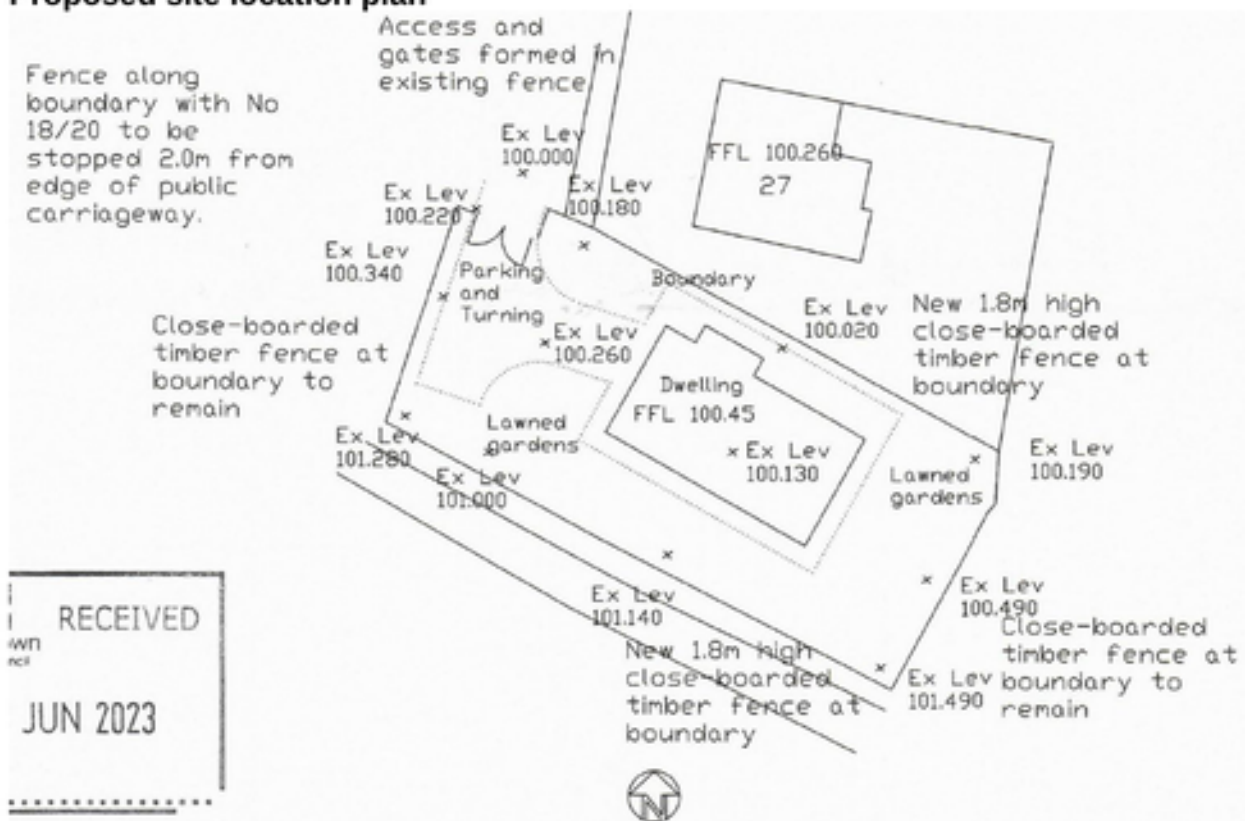 Proposed site location plan
Access and
gates formed in
existing fence
Fence along
boundary with No
18/20 to be
stopped 2.0m from
edge of public
carriageway.
Ex Lev
100.000
FFL 100.260
27
Ex Lev
100.220
Ex Lev
100.180
Ex Lev
100.340
Parking
and
Turning
Boundary
Ex Lev
100.020
New 1.8m high
close-boarded
timber fence at
boundary
Close-boarded
timber fence at
boundary to
remain
Ex Lev
100.260
Dwelling
FFL 100.45
Lawned
gardens
Ex Lev
101.280
Ex Lev
101.000
Ex Lev
100.130
Lawned
gardens
Ex Lev
100.190
Ex Lev
101.140
Ex Lev
100.490
Close-boarded
timber fence at
boundary to
remain
New 1.8m high
close-boarded
timber fence at
boundary
Ex Lev
101.490
RECEIVED
JUN 2023
N